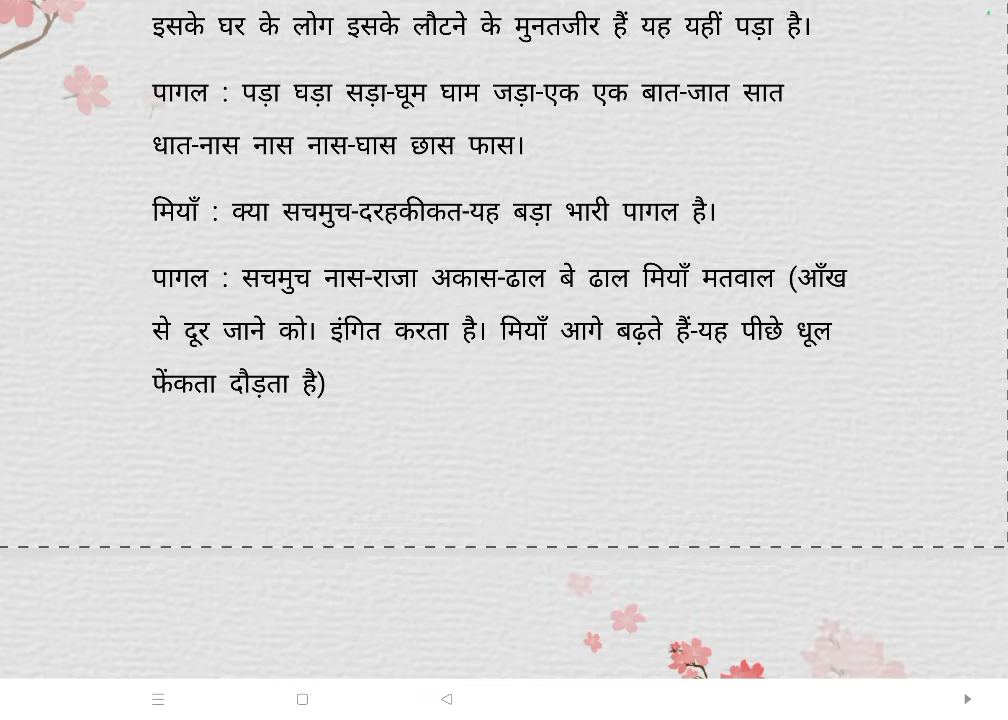 इसके घर के लोग इसके लौटने के मुनतजीर हैं यह यहीं पड़ा है।
पागल : पड़ा घड़ा सड़ा-घूम घाम जड़ा-एक एक बात-जात सात
धात-नास नास नास-घास छास फास।
मियाँ : क्या सचमुच-दरहकीकत-यह बड़ा भारी पागल है।
पागल : सचमुच नास-राजा अकास-ढाल बे ढाल मियाँ मतवाल (आँख
से दूर जाने को। इंगित करता है। मियाँ आगे बढ़ते हैं-यह पीछे धूल
फेंकता दौड़ता है)